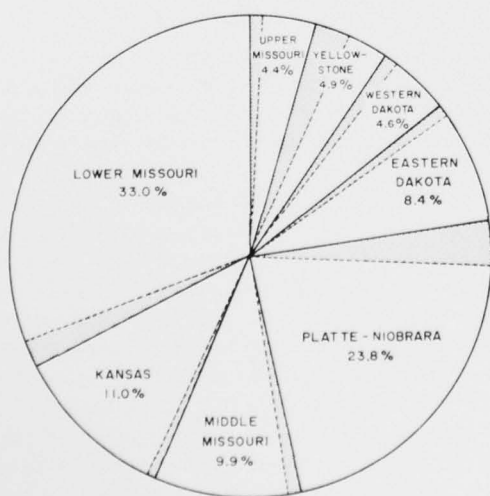 UPPER
MISSOURI
4.4%
YELLOW-
STONE
4.9%
WESTERN
DAKOTA
4.6%
EASTERN
DAKOTA
8.4%
PLATTE-NIOBRARA
23.8%
MIDDLE
MISSOURI
9.9%
KANSAS
11.0%
LOWER MISSOURI
33.0%